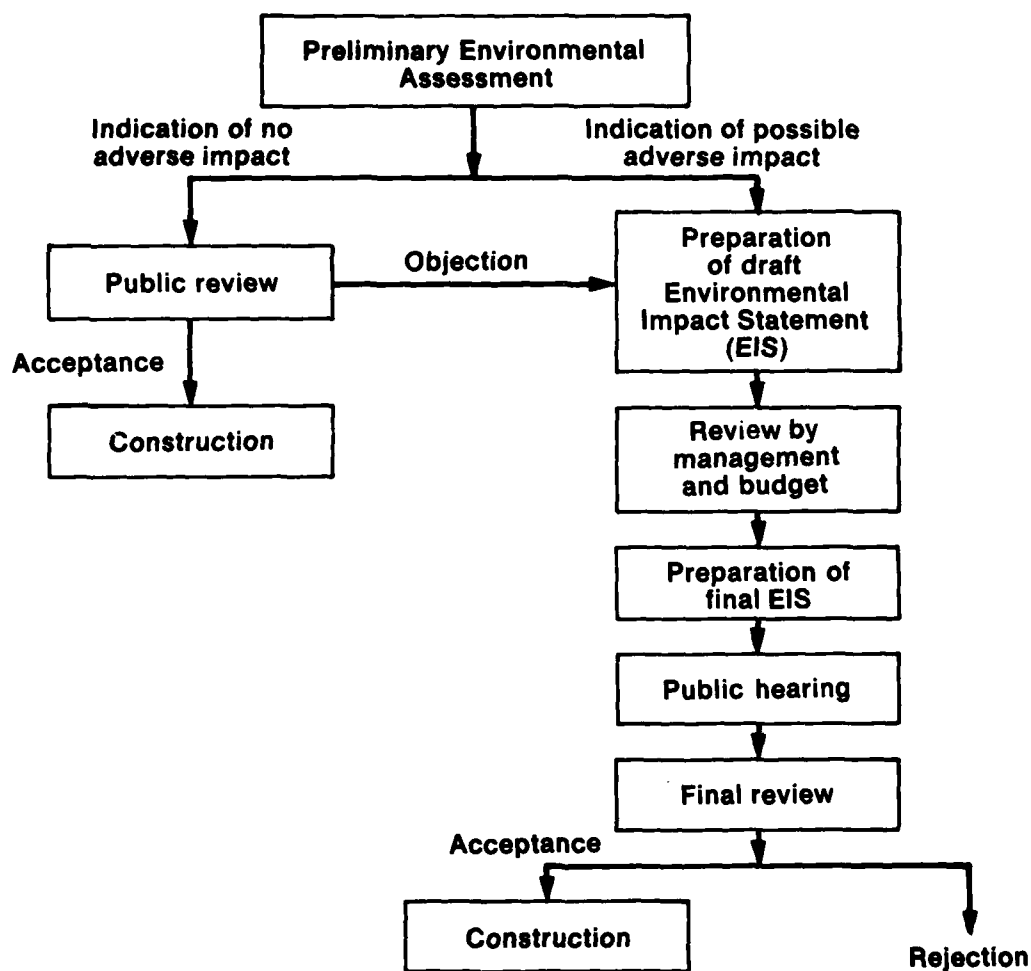 Preliminary Environmental
Assessment
Indication of no
adverse impact
Indication of possible
adverse impact
Public review
Objection
Preparation
of draft
Environmental
Impact Statement
(EIS)
Acceptance
Construction
Review by
management
and budget
Preparation of
final EIS
Public hearing
Final review
Acceptance
Construction
Rejection